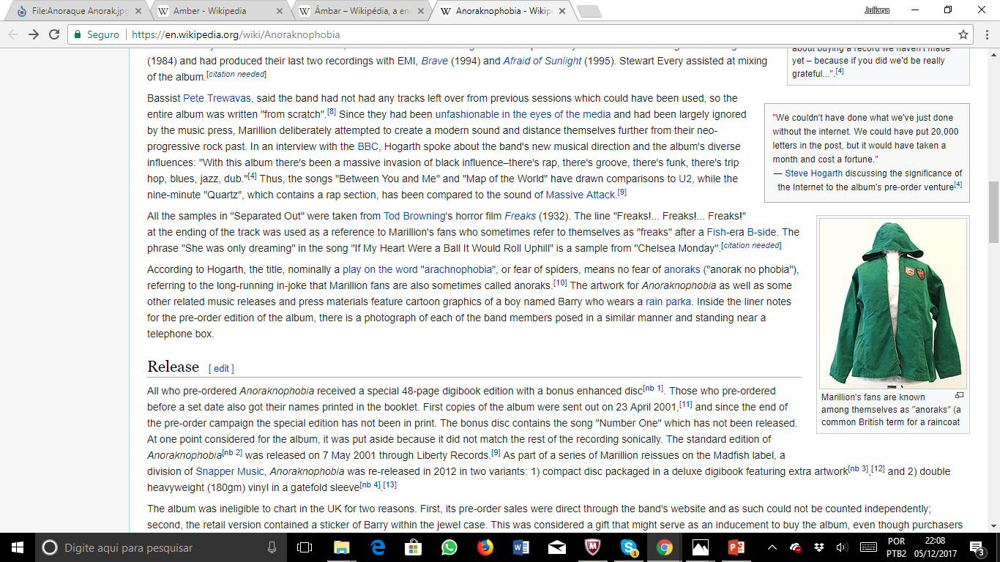 File:Anoraque Anorak.jpg
Amber - Wikipedia
Âmbar – Wikipédia, a en
Anoraknophobia - Wikip
Juliana
Seguro
https://en.wikipedia.org/wiki/Anoraknophobia
(1984) and had produced their last two recordings with EMI, Brave (1994) and Afraid of Sunlight (1995). Stewart Every assisted at mixing
of the album.[citation needed]
about buying a record we haven't made
yet – because if you did we'd be really
grateful...".[4]
Bassist Pete Trewavas, said the band had not had any tracks left over from previous sessions which could have been used, so the
entire album was written "from scratch".[8] Since they had been unfashionable in the eyes of the media and had been largely ignored
by the music press, Marillion deliberately attempted to create a modern sound and distance themselves further from their neo-
progressive rock past. In an interview with the BBC, Hogarth spoke about the band's new musical direction and the album's diverse
influences: "With this album there's been a massive invasion of black influence–there's rap, there's groove, there's funk, there's trip
hop, blues, jazz, dub."[4] Thus, the songs "Between You and Me" and "Map of the World" have drawn comparisons to U2, while the
nine-minute "Quartz", which contains a rap section, has been compared to the sound of Massive Attack.[9]
"We couldn't have done what we've just done
without the internet. We could have put 20,000
letters in the post, but it would have taken a
month and cost a fortune."
— Steve Hogarth discussing the significance of
the Internet to the album's pre-order venture[4]
All the samples in "Separated Out" were taken from Tod Browning's horror film Freaks (1932). The line "Freaks!... Freaks!... Freaks!"
at the ending of the track was used as a reference to Marillion's fans who sometimes refer to themselves as "freaks" after a Fish-era B-side. The
phrase "She was only dreaming" in the song "If My Heart Were a Ball It Would Roll Uphill" is a sample from "Chelsea Monday".[citation needed]
According to Hogarth, the title, nominally a play on the word "arachnophobia", or fear of spiders, means no fear of anoraks ("anorak no phobia"),
referring to the long-running in-joke that Marillion fans are also sometimes called anoraks.[10] The artwork for Anoraknophobia as well as some
other related music releases and press materials feature cartoon graphics of a boy named Barry who wears a rain parka. Inside the liner notes
for the pre-order edition of the album, there is a photograph of each of the band members posed in a similar manner and standing near a
telephone box.
Marillion's fans are known
among themselves as "anoraks" (a
common British term for a raincoat
Release [ edit ]
All who pre-ordered Anoraknophobia received a special 48-page digibook edition with a bonus enhanced disc[nb 1]. Those who pre-ordered
before a set date also got their names printed in the booklet. First copies of the album were sent out on 23 April 2001,[11] and since the end of
the pre-order campaign the special edition has not been in print. The bonus disc contains the song "Number One" which has not been released.
At one point considered for the album, it was put aside because it did not match the rest of the recording sonically. The standard edition of
Anoraknophobia[nb 2] was released on 7 May 2001 through Liberty Records.[9] As part of a series of Marillion reissues on the Madfish label, a
division of Snapper Music, Anoraknophobia was re-released in 2012 in two variants: 1) compact disc packaged in a deluxe digibook featuring extra artwork[nb 3],[12] and 2) double
heavyweight (180gm) vinyl in a gatefold sleeve[nb 4].[13]
The album was ineligible to chart in the UK for two reasons. First, its pre-order sales were direct through the band's website and as such could not be counted independently;
second, the retail version contained a sticker of Barry within the jewel case. This was considered a gift that might serve as an inducement to buy the album, even though purchasers
Digite aqui para pesquisar
POR
PTB2
22:08
05/12/2017
3